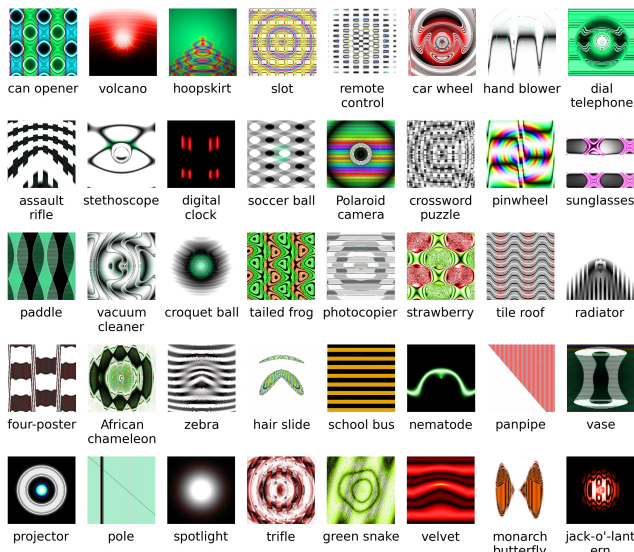 can opener volcano hoopskirt slot remote control car wheel hand blower dial telephone
assault rifle stethoscope digital clock soccer ball Polaroid camera crossword puzzle pinwheel sunglasses
paddle vacuum cleaner croquet ball tailed frog photocopier strawberry tile roof radiator
four-poster African chameleon zebra hair slide school bus nematode panpipe vase
projector pole spotlight trifle green snake velvet monarch butterfly jack-o'-lant ern